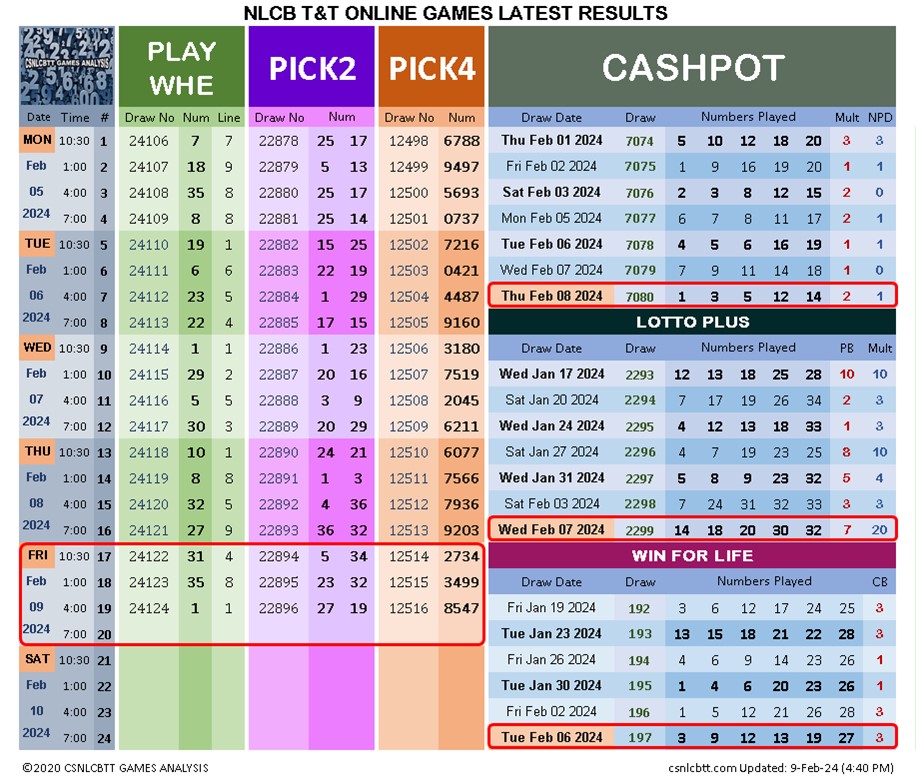 NLCB T&T ONLINE GAMES LATEST RESULTS
CSNLCBTT GAMES ANALYSIS
PLAY WHE
PICK2
PICK4
CASHPOT
Date Time # Draw No Num Line Draw No Num Draw No Num
MON 10:30 1 24106 7 7 22878 25 17 12498 6788
Feb 1:00 2 24107 18 9 22879 5 13 12499 9497
05 4:00 3 24108 35 8 22880 25 17 12500 5693
2024 7:00 4 24109 8 8 22881 25 14 12501 0737
TUE 10:30 5 24110 19 1 22882 15 25 12502 7216
Feb 1:00 6 24111 6 6 22883 22 19 12503 0421
06 4:00 7 24112 23 5 22884 1 29 12504 4487
2024 7:00 8 24113 22 4 22885 17 15 12505 9160
WED 10:30 9 24114 1 1 22886 1 23 12506 3180
Feb 1:00 10 24115 29 2 22887 20 16 12507 7519
07 4:00 11 24116 5 5 22888 3 9 12508 2045
2024 7:00 12 24117 30 3 22889 20 29 12509 6211
THU 10:30 13 24118 10 1 22890 24 21 12510 6077
Feb 1:00 14 24119 8 8 22891 1 3 12511 7566
08 4:00 15 24120 32 5 22892 4 36 12512 7936
2024 7:00 16 24121 27 9 22893 36 32 12513 9203
FRI 10:30 17 24122 31 4 22894 5 34 12514 2734
Feb 1:00 18 24123 35 8 22895 23 32 12515 3499
09 4:00 19 24124 1 1 22896 27 19 12516 8547
2024 7:00 20
SAT 10:30 21
Feb 1:00 22
10 4:00 23
2024 7:00 24
Draw Date Draw Numbers Played Mult NPD
Thu Feb 01 2024 7074 5 10 12 18 20 3 3
Fri Feb 02 2024 7075 1 9 16 19 20 1 1
Sat Feb 03 2024 7076 2 3 8 12 15 2 0
Mon Feb 05 2024 7077 6 7 8 11 17 2 1
Tue Feb 06 2024 7078 4 5 6 16 19 1 1
Wed Feb 07 2024 7079 7 9 11 14 18 1 0
Thu Feb 08 2024 7080 1 3 5 12 14 2 1
LOTTO PLUS
Draw Date Draw Numbers Played PB Mult
Wed Jan 17 2024 2293 12 13 18 25 28 10 10
Sat Jan 20 2024 2294 7 17 19 26 34 2 3
Wed Jan 24 2024 2295 4 12 13 18 33 1 3
Sat Jan 27 2024 2296 4 7 19 23 25 8 10
Wed Jan 31 2024 2297 5 8 9 23 32 5 4
Sat Feb 03 2024 2298 7 24 31 32 33 3 3
Wed Feb 07 2024 2299 14 18 20 30 32 7 20
WIN FOR LIFE
Draw Date Draw Numbers Played CB
Fri Jan 19 2024 192 3 6 12 17 24 25 3
Tue Jan 23 2024 193 13 15 18 21 22 28 3
Fri Jan 26 2024 194 4 6 9 14 23 26 1
Tue Jan 30 2024 195 1 4 6 20 23 26 1
Fri Feb 02 2024 196 1 5 12 21 26 28 3
Tue Feb 06 2024 197 3 9 12 13 19 27 3
©2020 CSNLCBTT GAMES ANALYSIS
csnlcbtt.com Updated: 9-Feb-24 (4:40 PM)